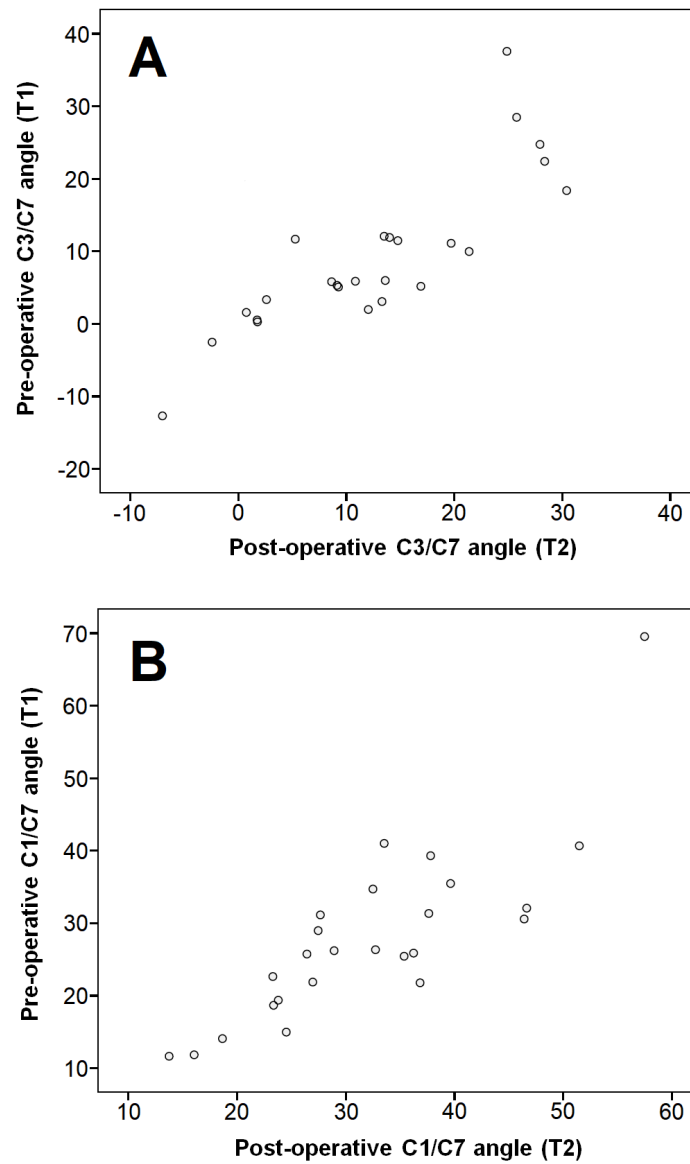 A
Pre-operative C3/C7 angle (T1)
40
30
20
10
0
-10
-20
-10 0 10 20 30 40
Post-operative C3/C7 angle (T2)
B
Pre-operative C1/C7 angle (T1)
70
60
50
40
30
20
10
10 20 30 40 50 60
Post-operative C1/C7 angle (T2)